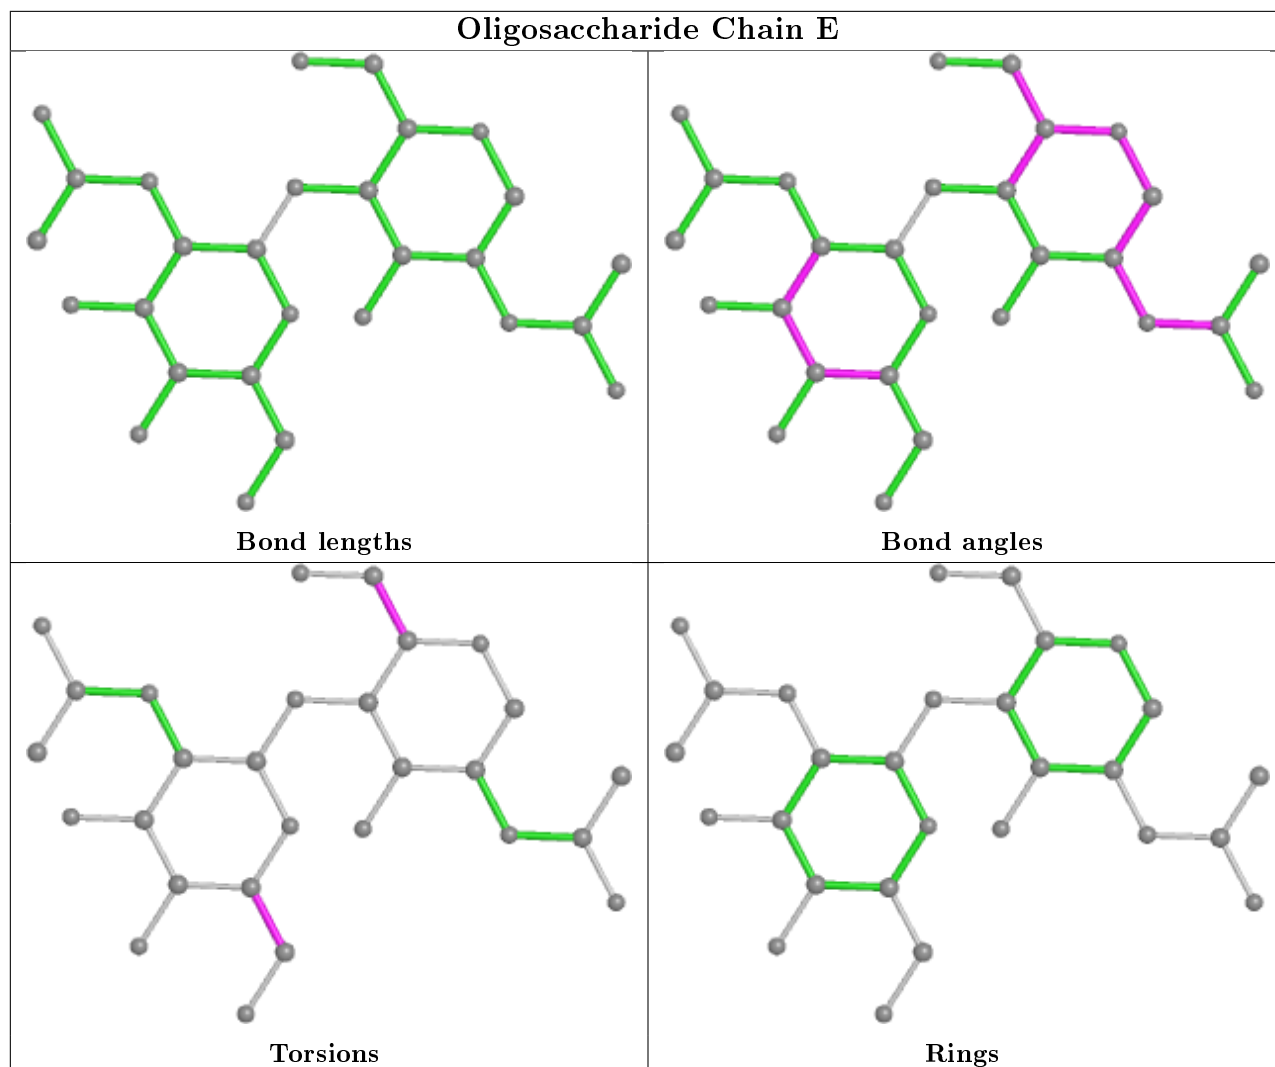 Oligosaccharide Chain E
Bond lengths
Bond angles
Torsions
Rings